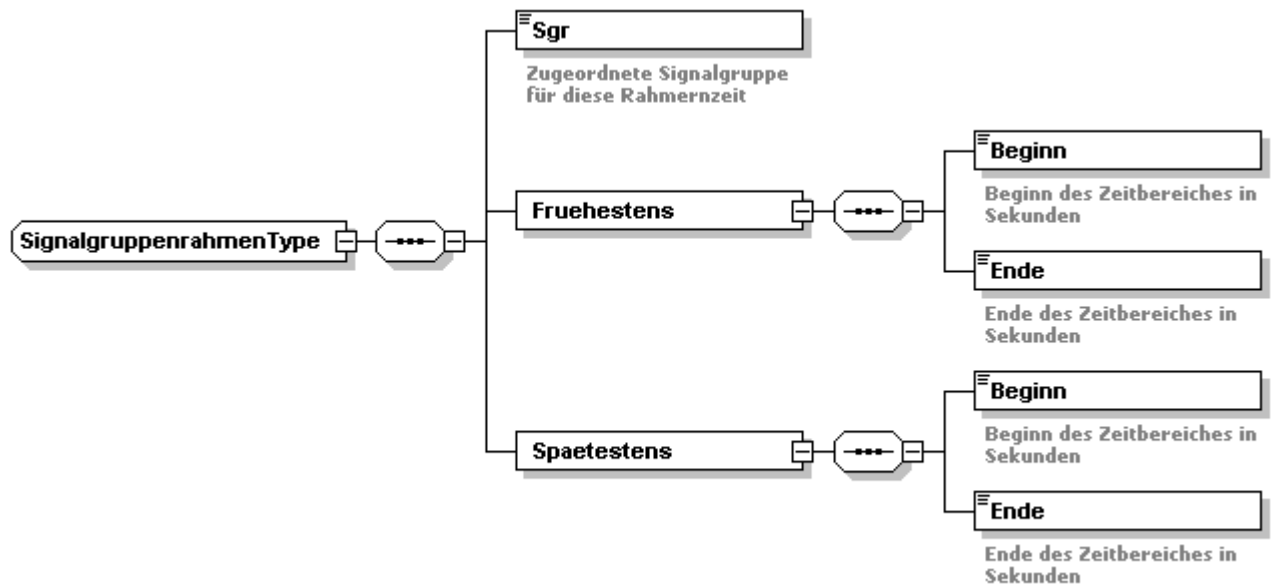 Sgr
Zugeordnete Signalgruppe
für diese Rahmernzeit
SignalgruppenrahmenType
Fruehestens
Beginn
Beginn des Zeitbereiches in
Sekunden
Ende
Ende des Zeitbereiches in
Sekunden
Spaetestens
Beginn
Beginn des Zeitbereiches in
Sekunden
Ende
Ende des Zeitbereiches in
Sekunden